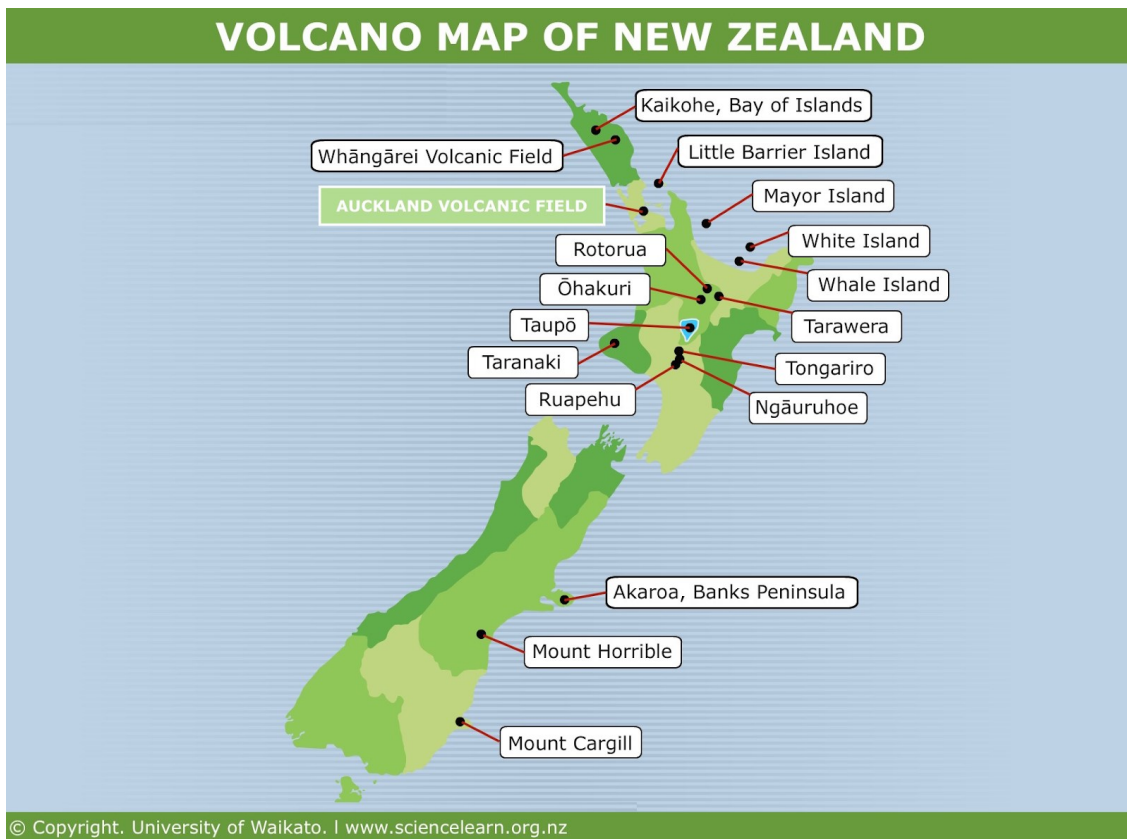 VOLCANO MAP OF NEW ZEALAND
Kaikohe, Bay of Islands
Whāngārei Volcanic Field
Little Barrier Island
AUCKLAND VOLCANIC FIELD
Mayor Island
White Island
Rotorua
Whale Island
Ōhakuri
Taupō
Tarawera
Taranaki
Tongariro
Ruapehu
Ngāuruhoe
Akaroa, Banks Peninsula
Mount Horrible
Mount Cargill
© Copyright. University of Waikato. | www.sciencelearn.org.nz